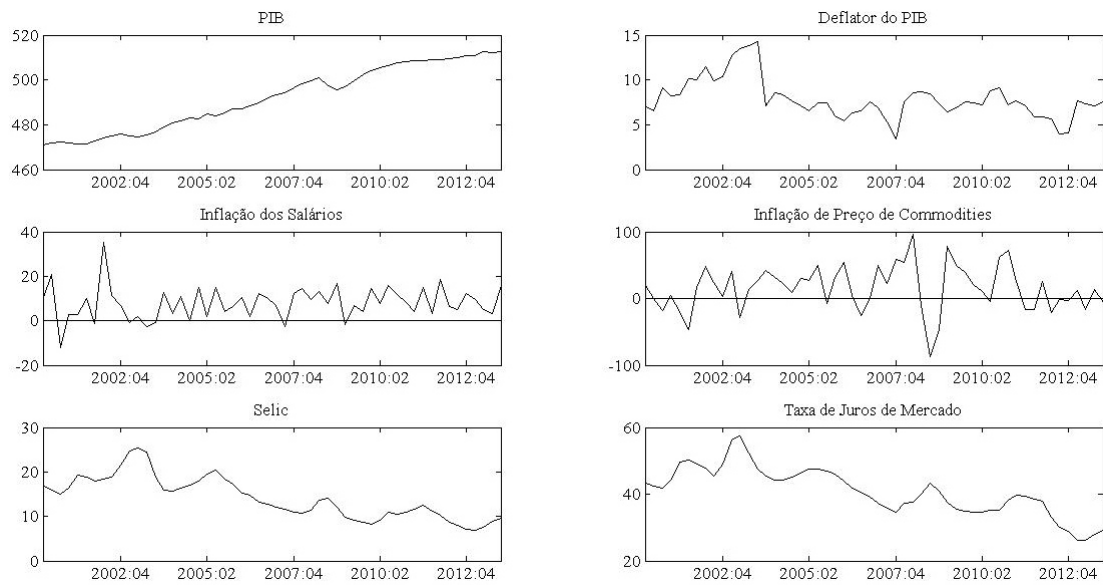 PIB
520
500
480
460
2002:04 2005:02 2007:04 2010:02 2012:04
Deflator do PIB
15
10
5
0
2002:04 2005:02 2007:04 2010:02 2012:04
Inflação dos Salários
40
20
0
-20
2002:04 2005:02 2007:04 2010:02 2012:04
Inflação de Preço de Commodities
100
0
-100
2002:04 2005:02 2007:04 2010:02 2012:04
Selic
30
20
10
0
2002:04 2005:02 2007:04 2010:02 2012:04
Taxa de Juros de Mercado
60
40
20
2002:04 2005:02 2007:04 2010:02 2012:04